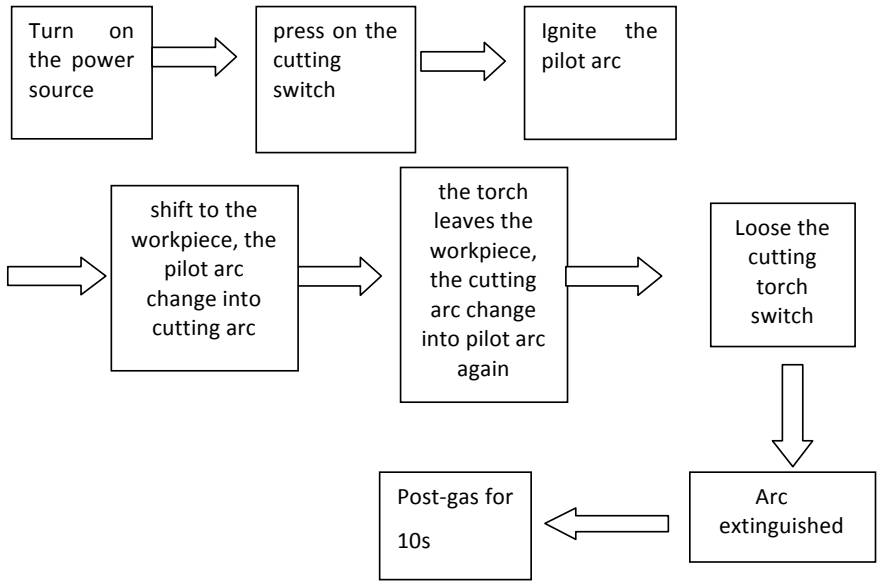 Turn on
the power
source
press on the
cutting
switch
Ignite the
pilot arc
shift to the
workpiece, the
pilot arc
change into
cutting arc
the torch
leaves the
workpiece,
the cutting
arc change
into pilot arc
again
Loose the
cutting
torch
switch
Arc
extinguished
Post-gas for
10s